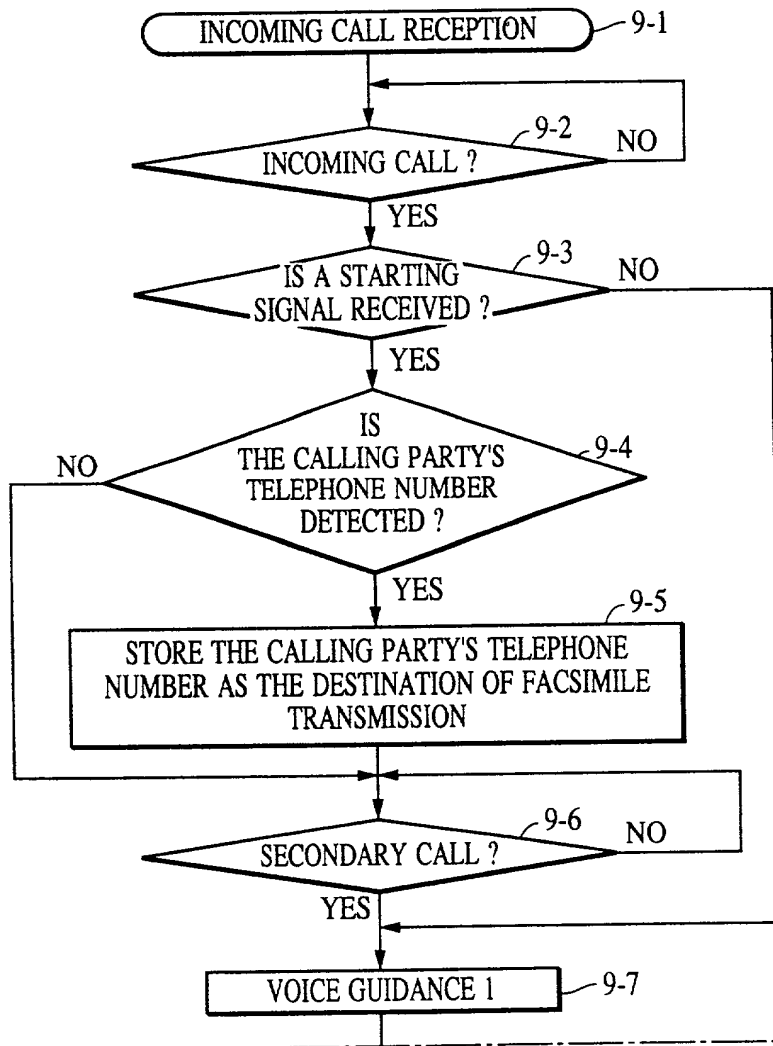 INCOMING CALL RECEPTION
9-1
9-2
INCOMING CALL ?
NO
YES
9-3
IS A STARTING
SIGNAL RECEIVED ?
NO
YES
9-4
IS
THE CALLING PARTY'S
TELEPHONE NUMBER
DETECTED ?
NO
YES
9-5
STORE THE CALLING PARTY'S TELEPHONE
NUMBER AS THE DESTINATION OF FACSIMILE
TRANSMISSION
9-6
SECONDARY CALL ?
NO
YES
VOICE GUIDANCE 1
9-7